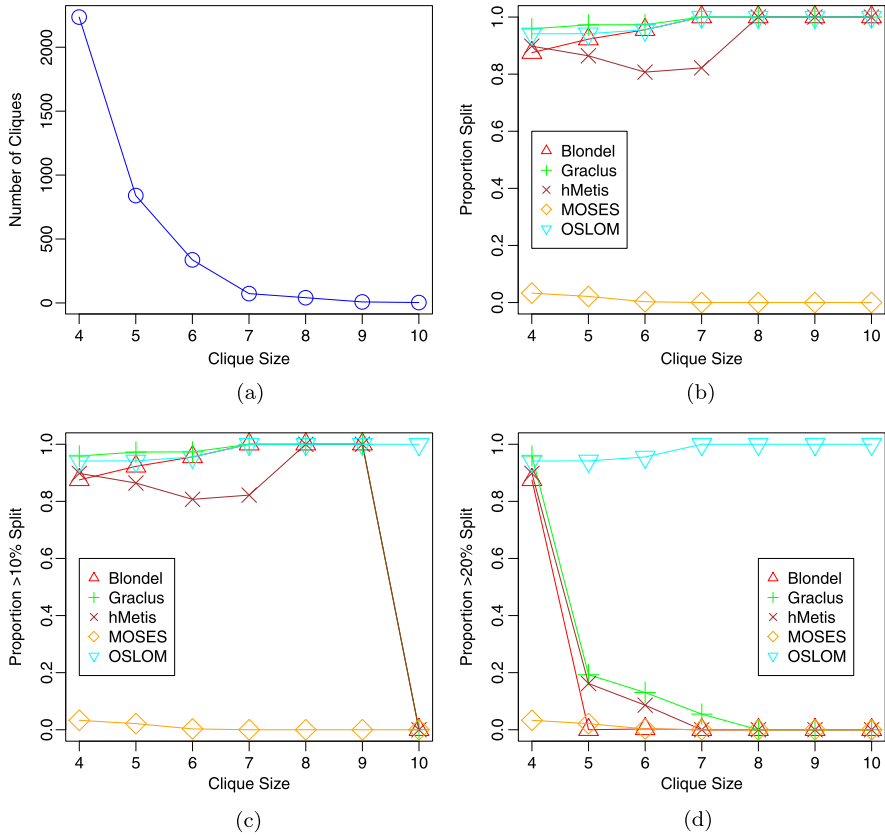 Number of Cliques
2000
1500
1000
500
0
4 5 6 7 8 9 10
Clique Size
(a)
Proportion Split
1.0
0.8
0.6
0.4
0.2
0.0
Blondel
Graclus
hMetis
MOSES
OSLOM
4 5 6 7 8 9 10
Clique Size
(b)
Proportion >10% Split
1.0
0.8
0.6
0.4
0.2
0.0
Blondel
Graclus
hMetis
MOSES
OSLOM
4 5 6 7 8 9 10
Clique Size
(c)
Proportion >20% Split
1.0
0.8
0.6
0.4
0.2
0.0
Blondel
Graclus
hMetis
MOSES
OSLOM
4 5 6 7 8 9 10
Clique Size
(d)